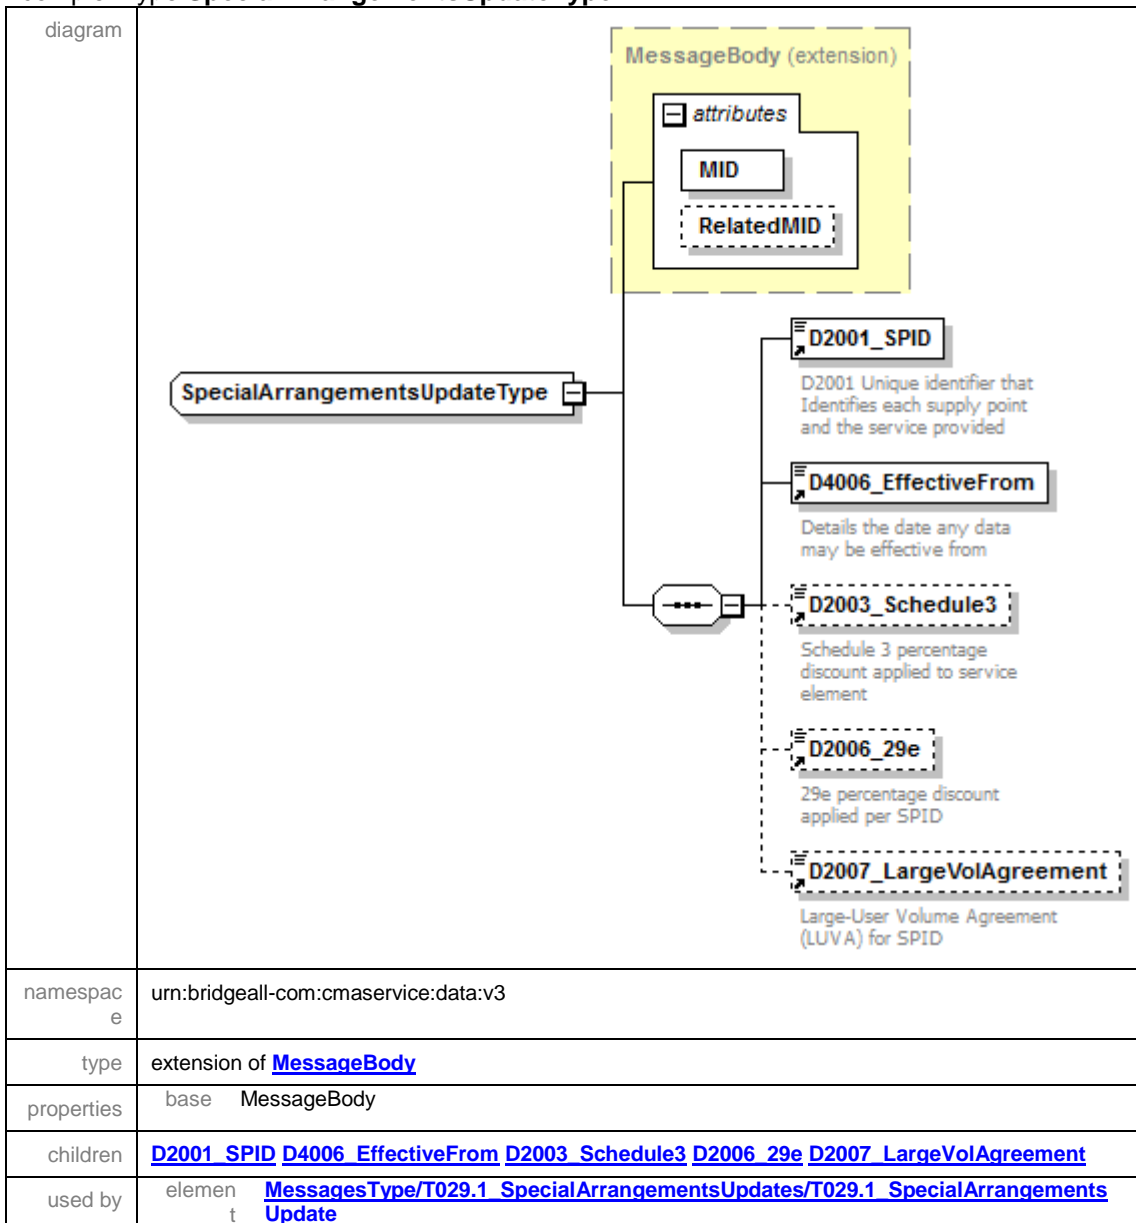 diagram
MessageBody (extension)
attributes
MID
RelatedMID
SpecialArrangementsUpdateType
D2001_SPID
D2001 Unique identifier that
Identifies each supply point
and the service provided
D4006_EffectiveFrom
Details the date any data
may be effective from
D2003_Schedule3
Schedule 3 percentage
discount applied to service
element
D2006_29e
29e percentage discount
applied per SPID
D2007_LargeVolAgreement
Large-User Volume Agreement
(LUVA) for SPID
namespac
e
urn:bridgeall-com:cmaservice:data:v3
type
extension of MessageBody
properties
base MessageBody
children
D2001_SPID D4006_EffectiveFrom D2003_Schedule3 D2006_29e D2007_LargeVolAgreement
used by
elemen
t
MessagesType/T029.1_SpecialArrangementsUpdates/T029.1_SpecialArrangements
Update